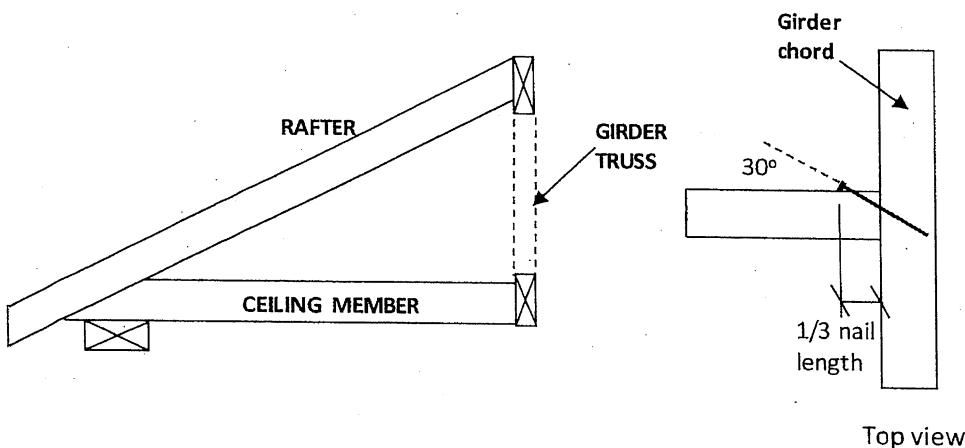 RAFTER
GIRDER
TRUSS
CEILING MEMBER
Girder
chord
30°
1/3 nail
length
Top view